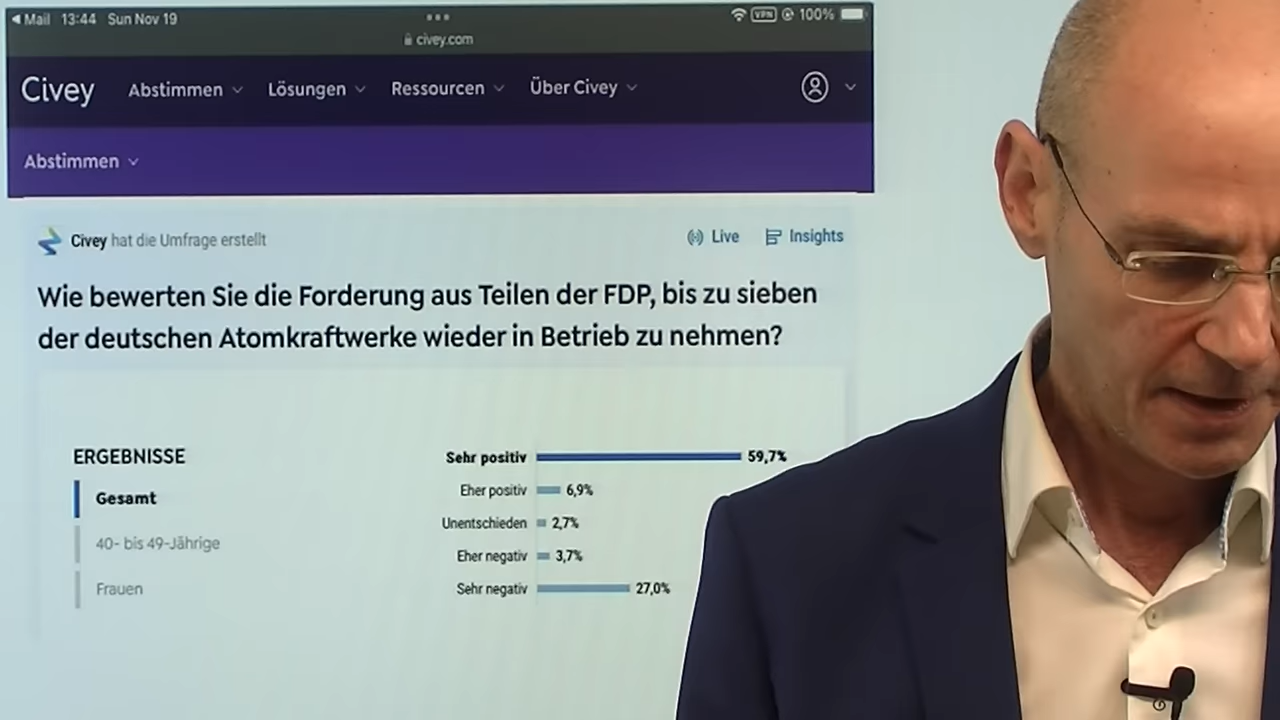 Mail 13:44 Sun Nov 19
VPN 100%
civey.com
Civey Abstimmen Lösungen Ressourcen Über Civey
Abstimmen
Civey hat die Umfrage erstellt Live Insights
Wie bewerten Sie die Forderung aus Teilen der FDP, bis zu sieben
der deutschen Atomkraftwerke wieder in Betrieb zu nehmen?
ERGEBNISSE
Gesamt
40- bis 49-Jährige
Frauen
Sehr positiv 59,7%
Eher positiv 6,9%
Unentschieden 2,7%
Eher negativ 3,7%
Sehr negativ 27,0%